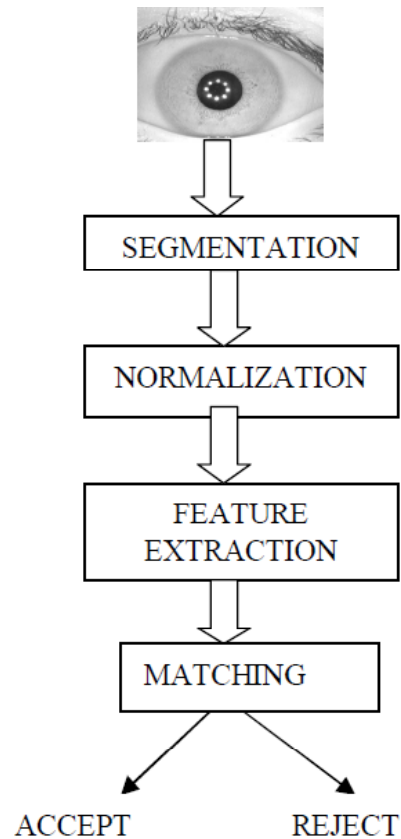 SEGMENTATION
NORMALIZATION
FEATURE
EXTRACTION
MATCHING
ACCEPT REJECT